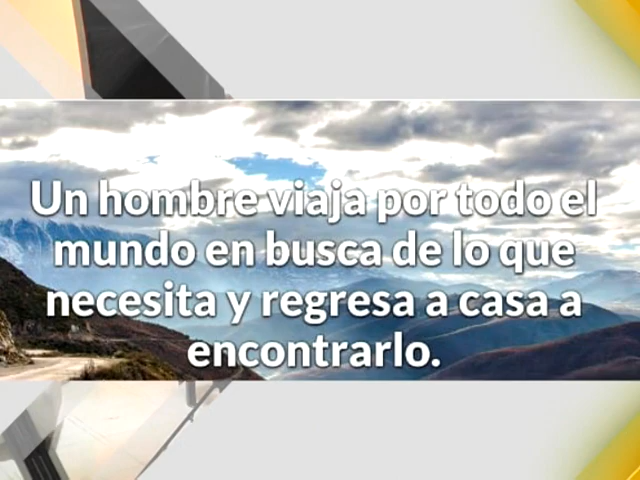 Un hombre viaja por todo el
mundo en busca de lo que
necesita y regresa a casa a
encontrarlo.